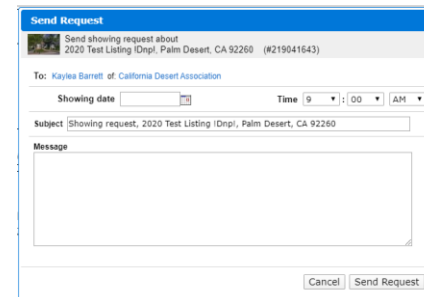 Send Request
Send showing request about
2020 Test Listing !Dnp!, Palm Desert, CA 92260 (#219041643)
To: Kaylea Barrett of: California Desert Association
Showing date Time 9 : 00 AM
Subject Showing request, 2020 Test Listing !Dnp!, Palm Desert, CA 92260
Message
Cancel Send Request